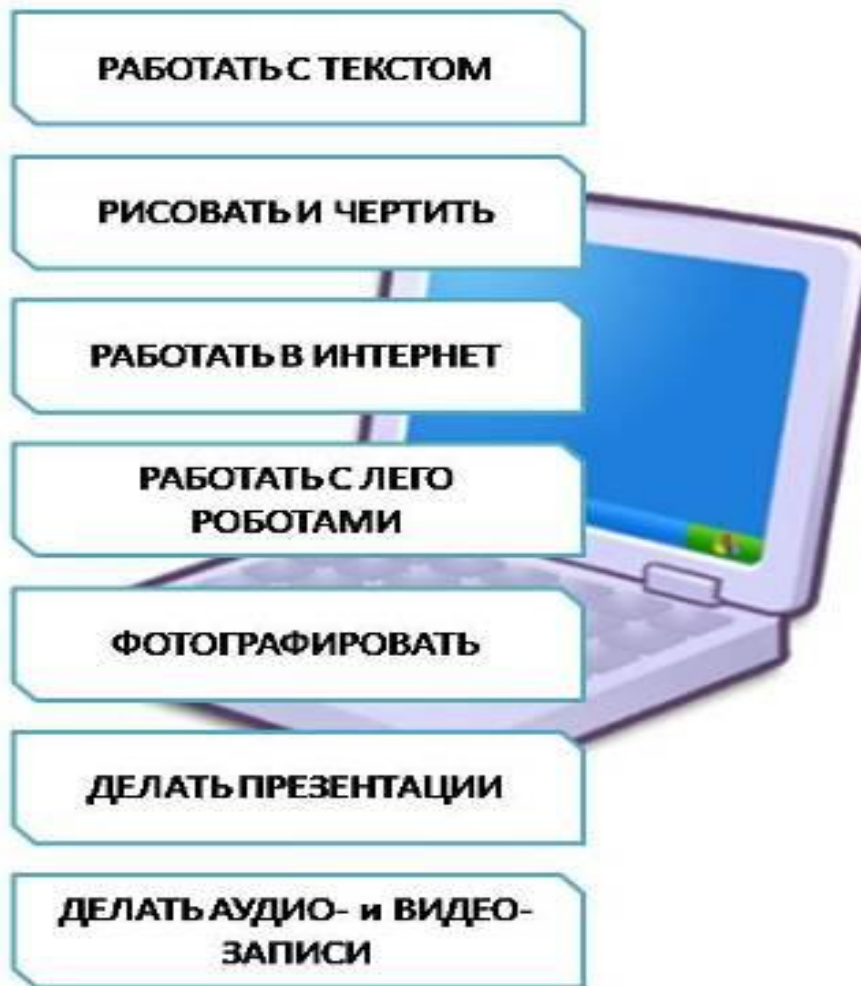 РАБОТАТЬ С ТЕКСТОМ
РИСОВАТЬ И ЧЕРТИТЬ
РАБОТАТЬ В ИНТЕРНЕТ
РАБОТАТЬ С ЛЕГО
РОБОТАМИ
ФОТОГРАФИРОВАТЬ
ДЕЛАТЬ ПРЕЗЕНТАЦИИ
ДЕЛАТЬ АУДИО- и ВИДЕО-
ЗАПИСИ